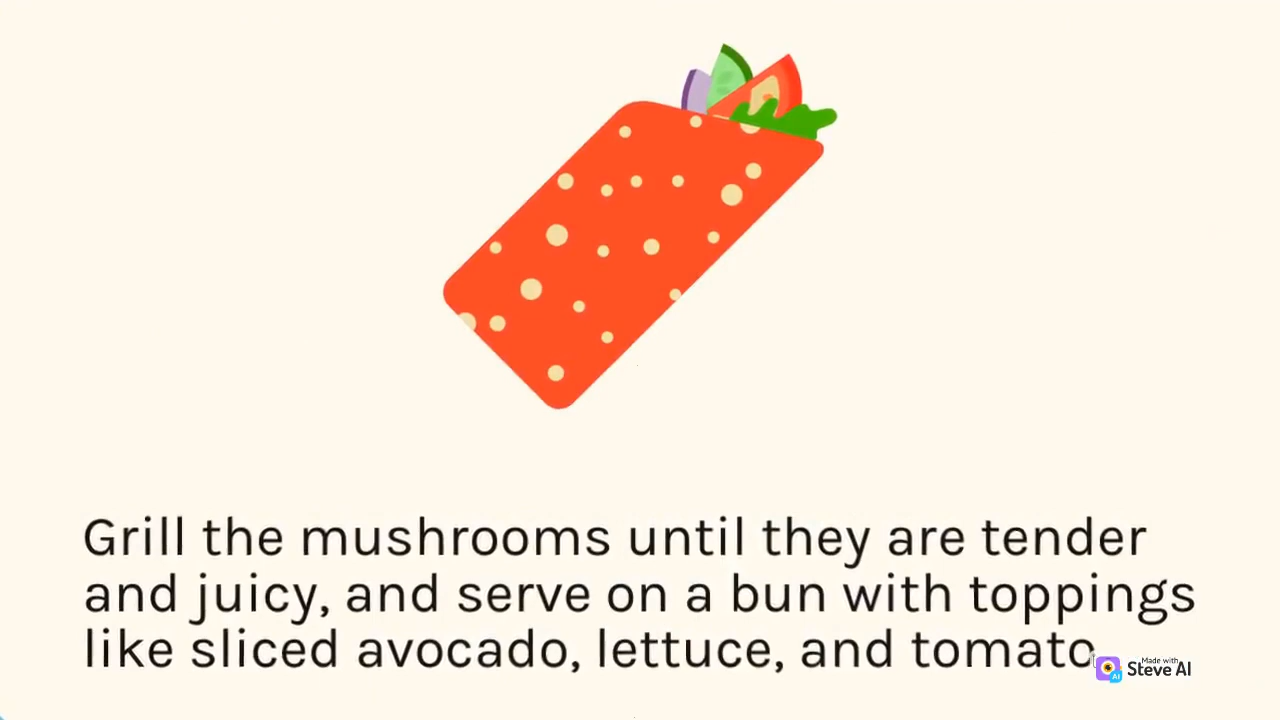 Grill the mushrooms until they are tender
and juicy, and serve on a bun with toppings
like sliced avocado, lettuce, and tomato
Made with
Steve AI
AI